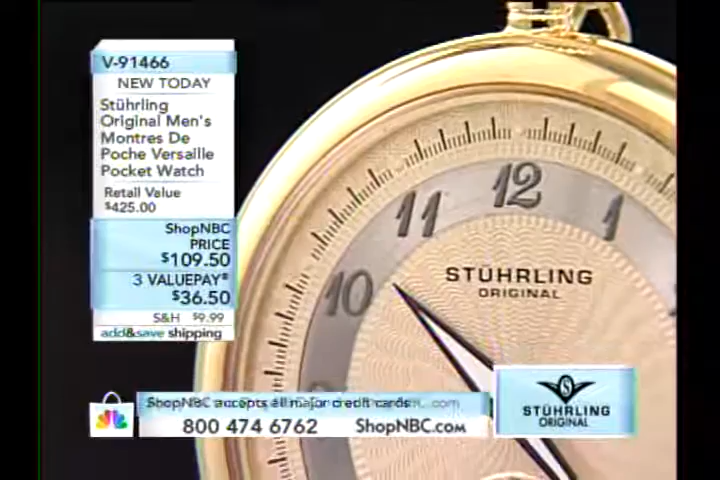 V-91466
NEW TODAY
Stührling
Original Men's
Montres De
Poche Versaille
Pocket Watch
Retail Value
$425.00
ShopNBC
PRICE
$109.50
3 VALUEPAY®
$36.50
S&H $9.99
add&save shipping
12
11
1
10
STÜHRLING
ORIGINAL
ShopNBC accepts all major credit cards
.com
800 474 6762 ShopNBC.com
S
STÜHRLING
ORIGINAL